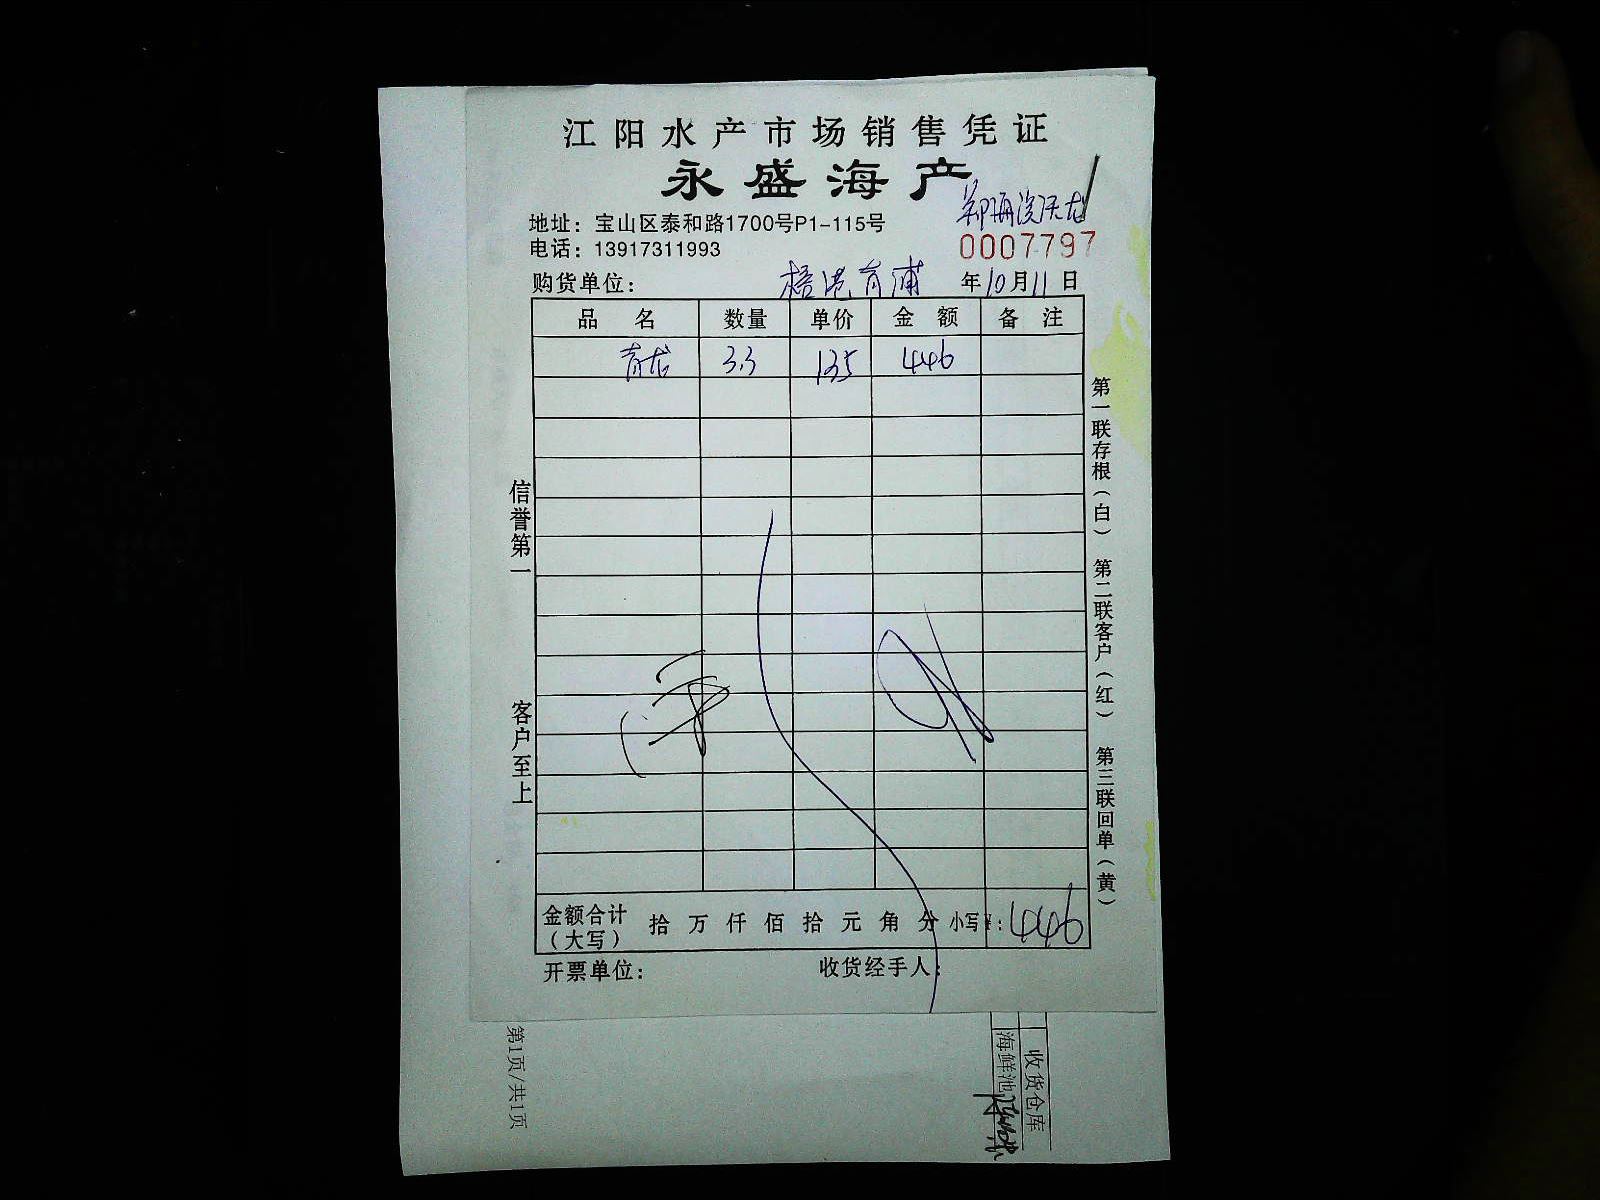 江阳水产市场销售凭证
永盛海产
地址：宝山区泰和路1700号P1-115号
电话：13917311993
0007797
购货单位： 年10月11日
品 名 数量 单价 金 额 备 注
青龙 3.3 135 446
信誉第一
客户至上
第一联存根（白） 第二联客户（红） 第三联回单（黄）
金额合计（大写） 拾 万 仟 佰 拾 元 角 分 小写¥：446
开票单位： 收货经手人：
第1页/共1页
收货仓库
海鲜池